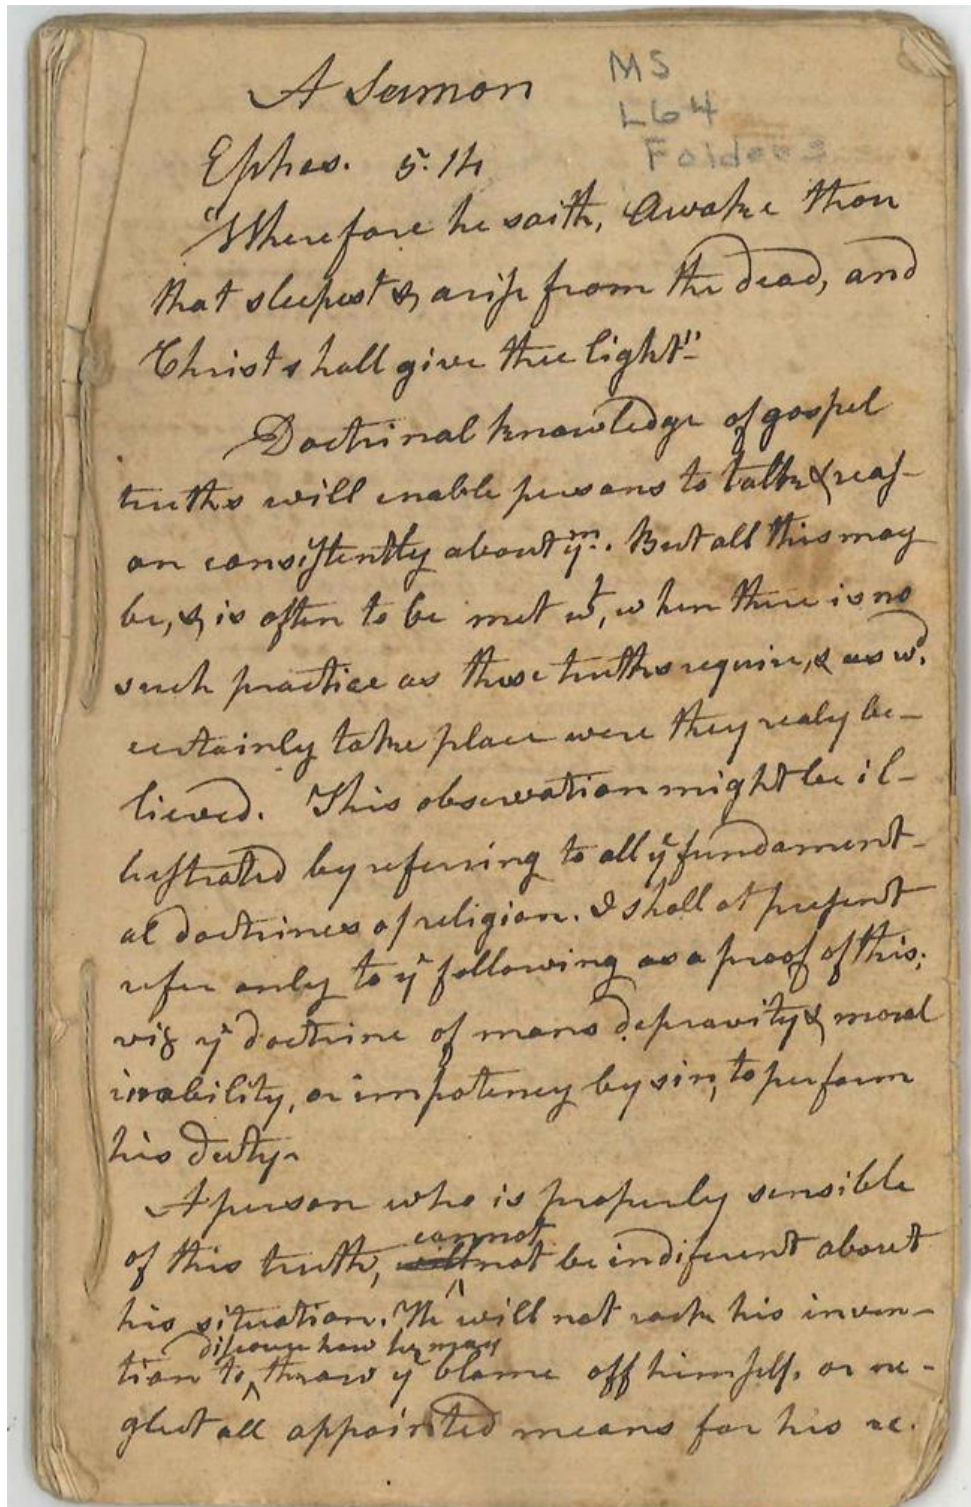 A Sermon
MS
L64
Folder 3
Ephes. 5.14
"Wherefore he saith, Awake thou
that sleepest & arise from the dead, and
Christ shall give thee light"
Doctrinal knowledge of gospel
truths will enable persons to talk & reas-
on consistently about yᵐ. But all this may
be, & is often to be met wᵗ, when there is no
such practice as these truths require, & as wᵈ.
certainly take place were they realy be-
lieved. This observation might be il-
lustrated by referring to all yᵉ fundament-
al doctrines of religion. I shall at present
refer only to yᵉ following as a proof of this;
viz yᵉ doctrine of mans depravity & moral
inability, or impotency by sin, to perform
his duty.
A person who is properly sensible
cannot
of this truth, not be indiferent about
his situation. He will not rack his inven-
discover how he may
tion to throw yᵉ blame off himself, or ne-
glect all appointed means for his re-